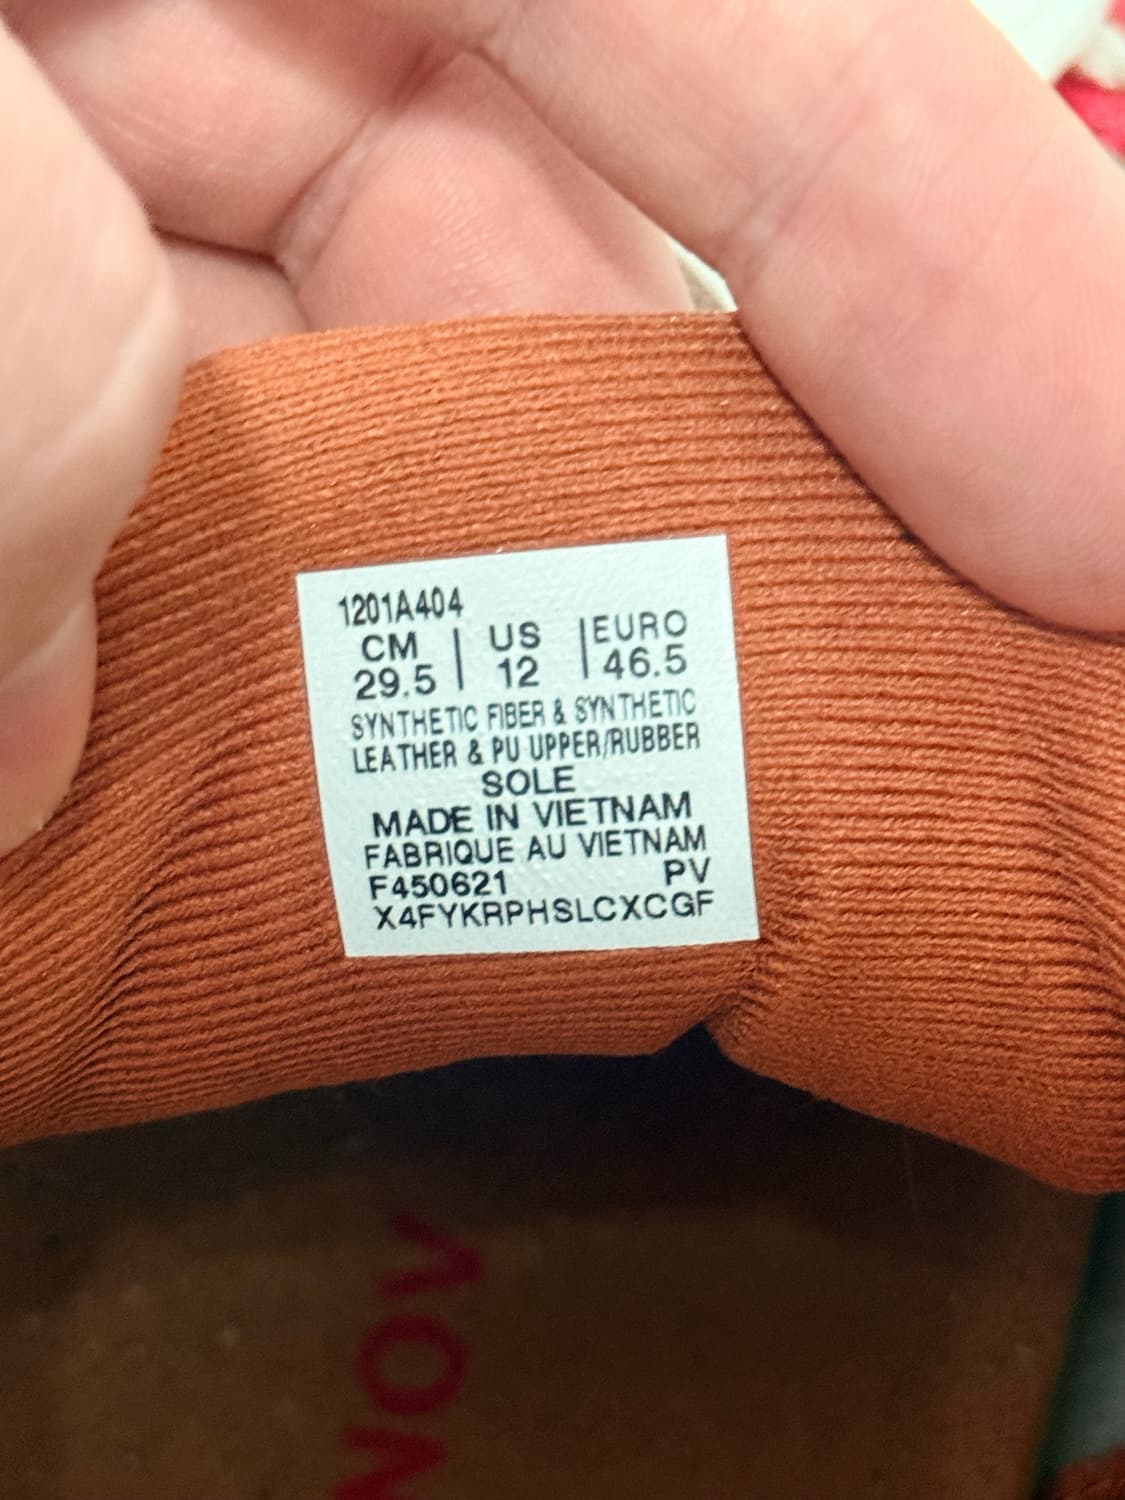 1201A404
CM | US | EURO
29.5 | 12 | 46.5
SYNTHETIC FIBER & SYNTHETIC
LEATHER & PU UPPER/RUBBER
SOLE
MADE IN VIETNAM
FABRIQUE AU VIETNAM
F450621 PV
X4FYKRPHSLCXCGF
NOV